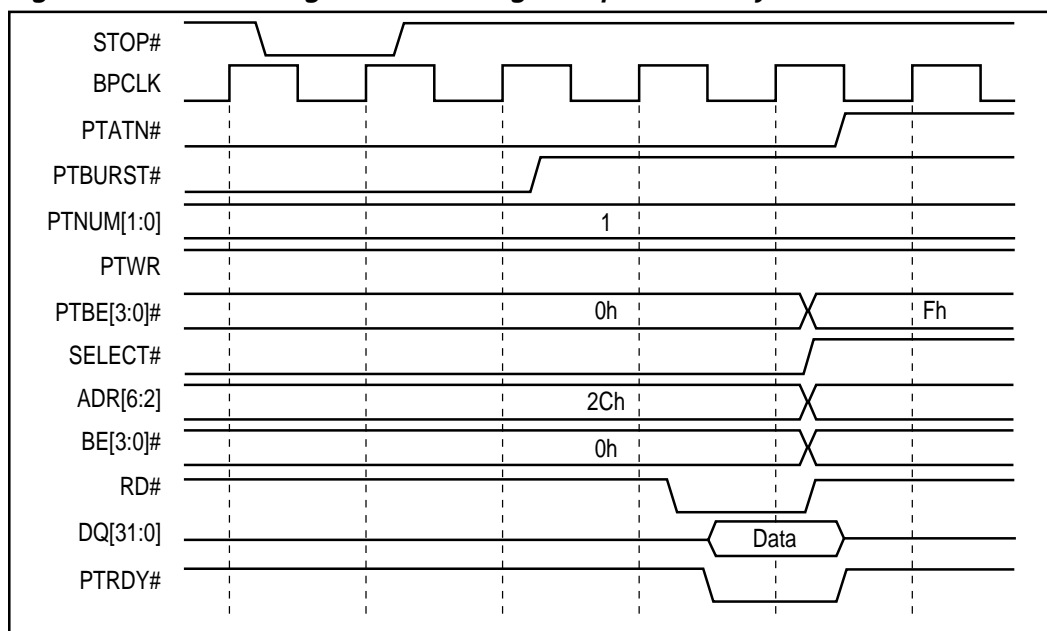 STOP#
BPCLK
PTATN#
PTBURST#
PTNUM[1:0] 1
PTWR
PTBE[3:0]# 0h Fh
SELECT#
ADR[6:2] 2Ch
BE[3:0]# 0h
RD#
DQ[31:0] Data
PTRDY#